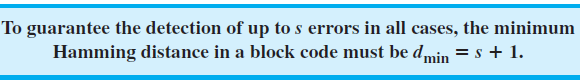 To guarantee the detection of up to s errors in all cases, the minimum
Hamming distance in a block code must be dmin = s + 1.